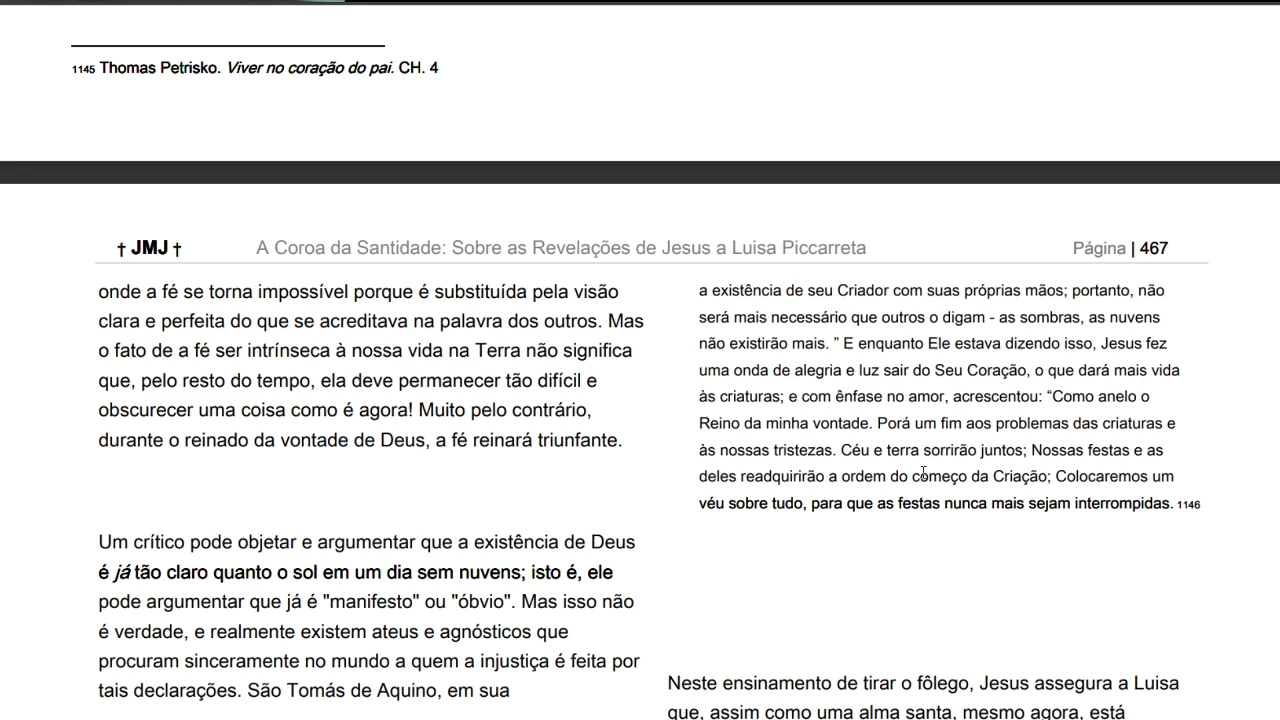 1145 Thomas Petrisko. Viver no coração do pai. CH. 4
† JMJ † A Coroa da Santidade: Sobre as Revelações de Jesus a Luisa Piccarreta Página | 467
onde a fé se torna impossível porque é substituída pela visão
clara e perfeita do que se acreditava na palavra dos outros. Mas
o fato de a fé ser intrínseca à nossa vida na Terra não significa
que, pelo resto do tempo, ela deve permanecer tão difícil e
obscurecer uma coisa como é agora! Muito pelo contrário,
durante o reinado da vontade de Deus, a fé reinará triunfante.
Um crítico pode objetar e argumentar que a existência de Deus
é já tão claro quanto o sol em um dia sem nuvens; isto é, ele
pode argumentar que já é "manifesto" ou "óbvio". Mas isso não
é verdade, e realmente existem ateus e agnósticos que
procuram sinceramente no mundo a quem a injustiça é feita por
tais declarações. São Tomás de Aquino, em sua
a existência de seu Criador com suas próprias mãos; portanto, não
será mais necessário que outros o digam - as sombras, as nuvens
não existirão mais. ” E enquanto Ele estava dizendo isso, Jesus fez
uma onda de alegria e luz sair do Seu Coração, o que dará mais vida
às criaturas; e com ênfase no amor, acrescentou: “Como anelo o
Reino da minha vontade. Porá um fim aos problemas das criaturas e
às nossas tristezas. Céu e terra sorrirão juntos; Nossas festas e as
deles readquirirão a ordem do começo da Criação; Colocaremos um
véu sobre tudo, para que as festas nunca mais sejam interrompidas. 1146
Neste ensinamento de tirar o fôlego, Jesus assegura a Luisa
que, assim como uma alma santa, mesmo agora, está